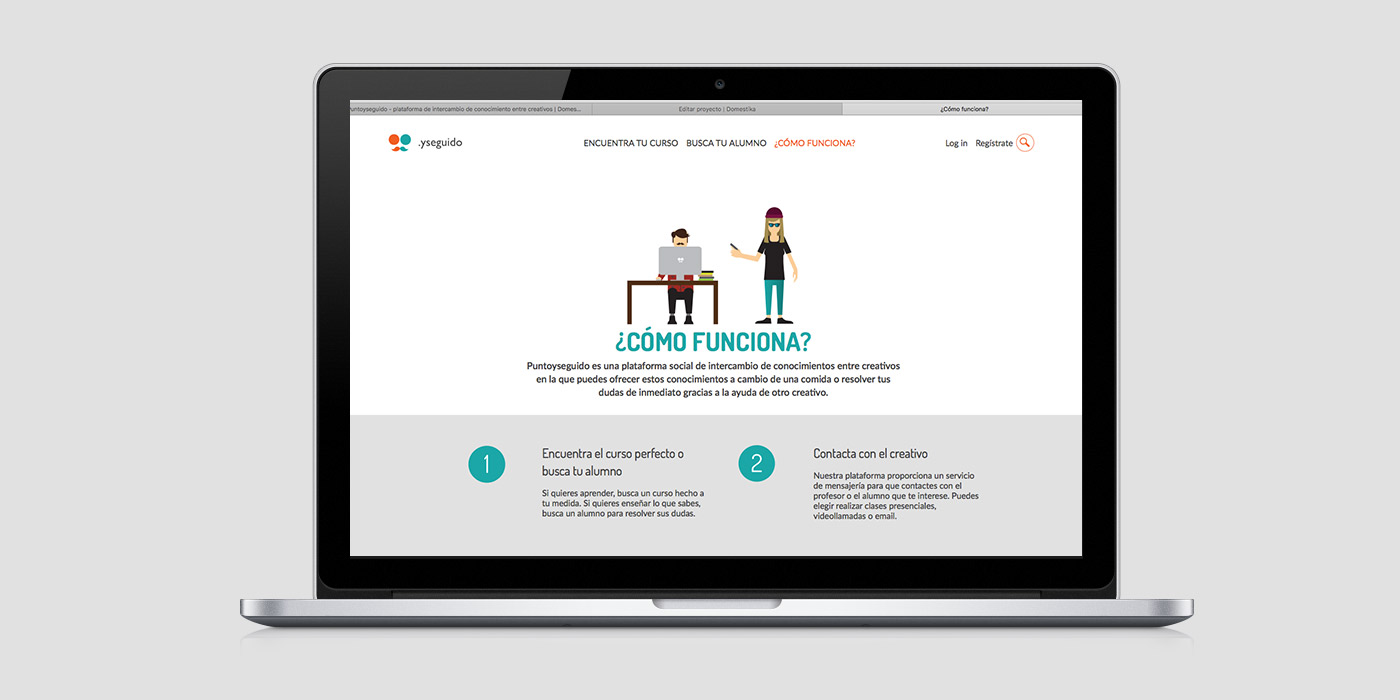 untoyseguido - plataforma de intercambio de conocimiento entre creativos | Domes...
Editar proyecto | Domestika
¿Cómo funciona?
.yseguido
ENCUENTRA TU CURSO
BUSCA TU ALUMNO
¿CÓMO FUNCIONA?
Log in
Regístrate
¿CÓMO FUNCIONA?
Puntoyseguido es una plataforma social de intercambio de conocimientos entre creativos
en la que puedes ofrecer estos conocimientos a cambio de una comida o resolver tus
dudas de inmediato gracias a la ayuda de otro creativo.
1
Encuentra el curso perfecto o
busca tu alumno
Si quieres aprender, busca un curso hecho a
tu medida. Si quieres enseñar lo que sabes,
busca un alumno para resolver sus dudas.
2
Contacta con el creativo
Nuestra plataforma proporciona un servicio
de mensajería para que contactes con el
profesor o el alumno que te interese. Puedes
elegir realizar clases presenciales,
videollamadas o email.